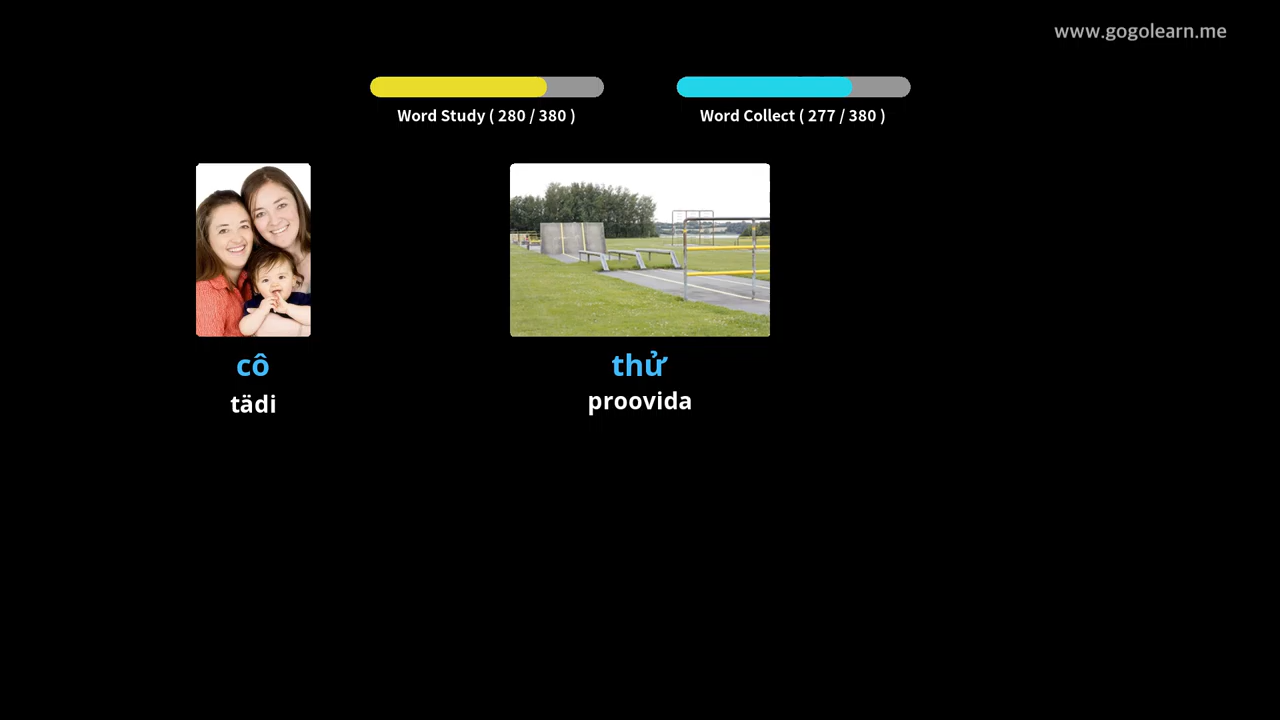 www.gogolearn.me
Word Study ( 280 / 380 )
Word Collect ( 277 / 380 )
cô
tädi
thử
proovida